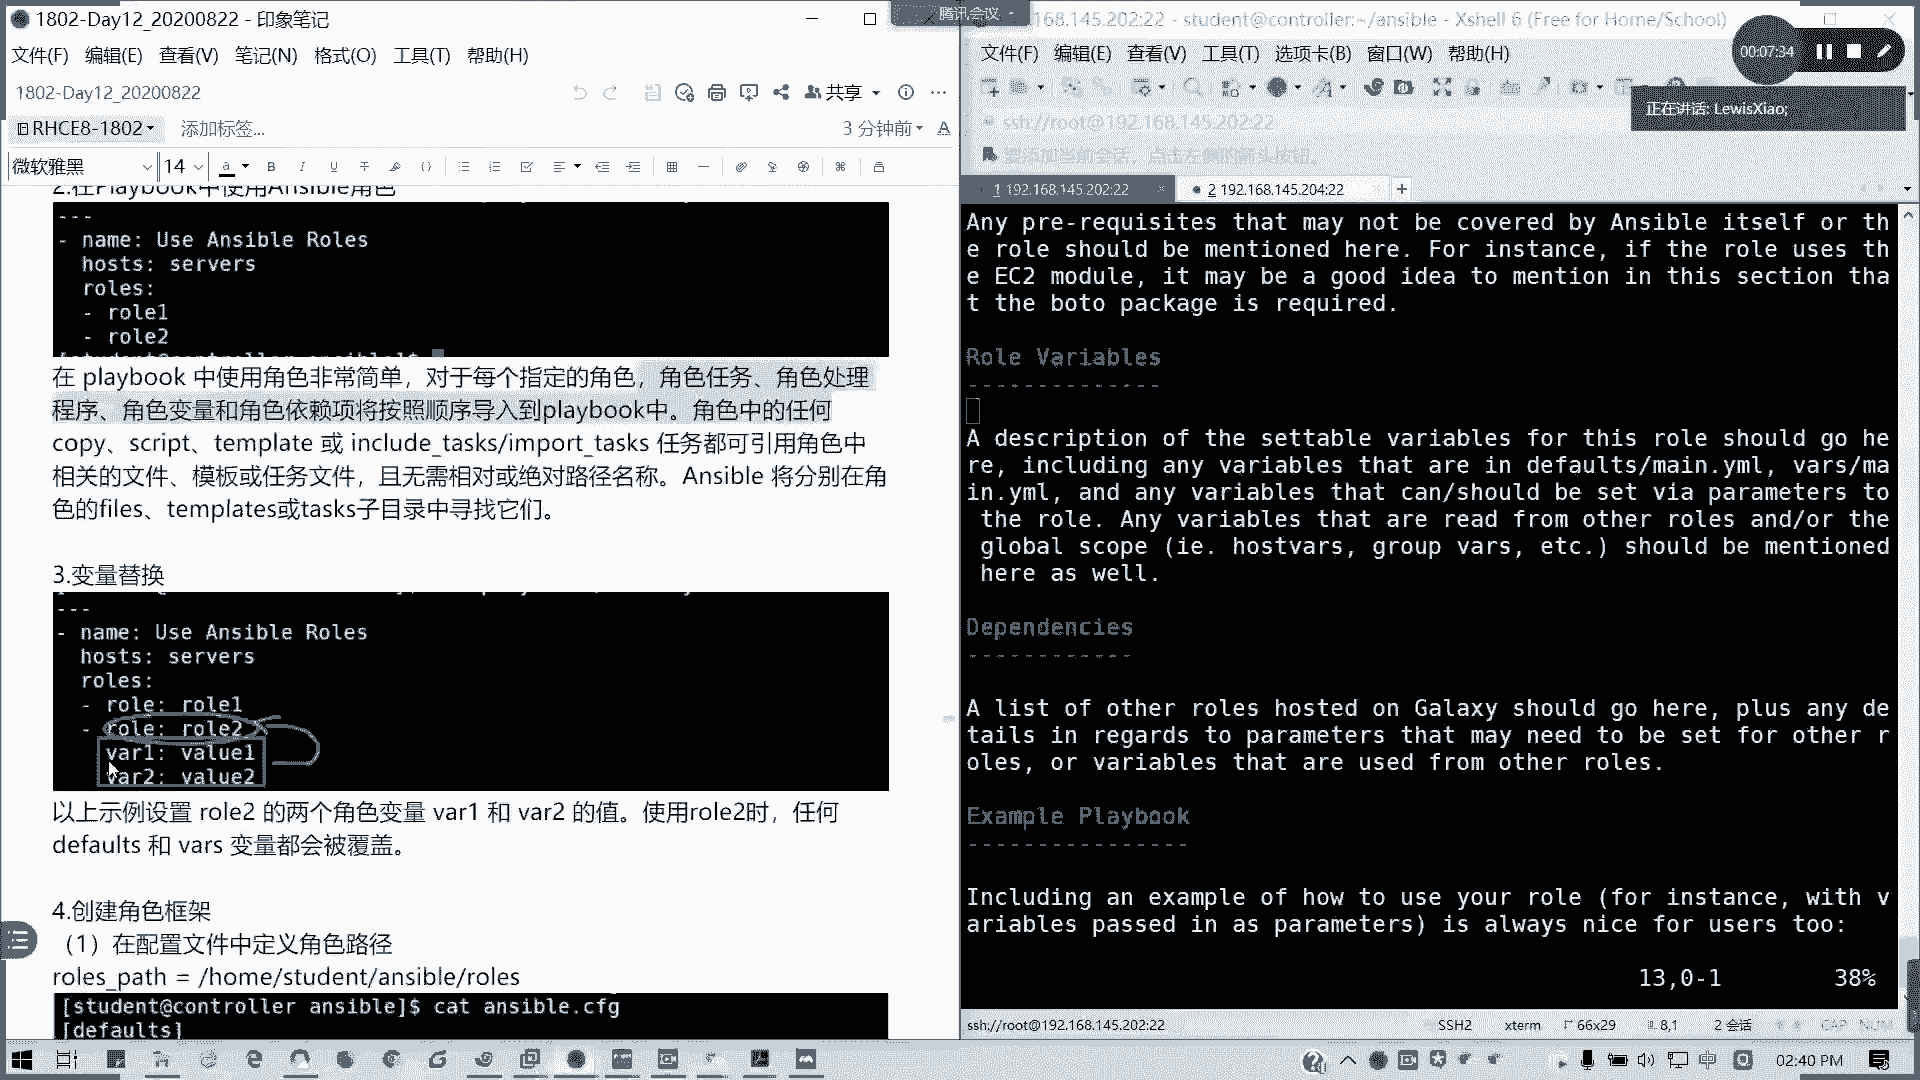 1802-Day12_20200822 - 印象笔记
文件(F) 编辑(E) 查看(V) 笔记(N) 格式(O) 工具(T) 帮助(H)
1802-Day12_20200822
共享
RHCE8-1802
添加标签...
3 分钟前
微软雅黑
14
2.在Playbook中使用Ansible角色
---
- name: Use Ansible Roles
hosts: servers
roles:
- role1
- role2
[student@controller ansible]$
在 playbook 中使用角色非常简单，对于每个指定的角色，角色任务、角色处理
程序、角色变量和角色依赖项将按照顺序导入到playbook中。角色中的任何
copy、script、template 或 include_tasks/import_tasks 任务都可引用角色中
相关的文件、模板或任务文件，且无需相对或绝对路径名称。Ansible 将分别在角
色的files、templates或tasks子目录中寻找它们。
3.变量替换
---
- name: Use Ansible Roles
hosts: servers
roles:
- role: role1
- role: role2
var1: value1
var2: value2
以上示例设置 role2 的两个角色变量 var1 和 var2 的值。使用role2时，任何
defaults 和 vars 变量都会被覆盖。
4.创建角色框架
（1）在配置文件中定义角色路径
roles_path = /home/student/ansible/roles
[student@controller ansible]$ cat ansible.cfg
[defaults]
腾讯会议
168.145.202:22 - student@controller:~/ansible - Xshell 6 (Free for Home/School)
文件(F) 编辑(E) 查看(V) 工具(T) 选项卡(B) 窗口(W) 帮助(H)
00:07:34
正在讲话: LewisXiao;
ssh://root@192.168.145.202:22
要添加当前会话，点击左侧的箭头按钮。
1 192.168.145.202:22
2 192.168.145.204:22
Any pre-requisites that may not be covered by Ansible itself or th
e role should be mentioned here. For instance, if the role uses th
e EC2 module, it may be a good idea to mention in this section tha
t the boto package is required.
Role Variables
--------------
A description of the settable variables for this role should go he
re, including any variables that are in defaults/main.yml, vars/ma
in.yml, and any variables that can/should be set via parameters to
the role. Any variables that are read from other roles and/or the
global scope (ie. hostvars, group vars, etc.) should be mentioned
here as well.
Dependencies
------------
A list of other roles hosted on Galaxy should go here, plus any de
tails in regards to parameters that may need to be set for other r
oles, or variables that are used from other roles.
Example Playbook
----------------
Including an example of how to use your role (for instance, with v
ariables passed in as parameters) is always nice for users too:
13,0-1 38%
ssh://root@192.168.145.202:22
SSH2
xterm
66x29
8,1
2 会话
CAP NUM
中
02:40 PM